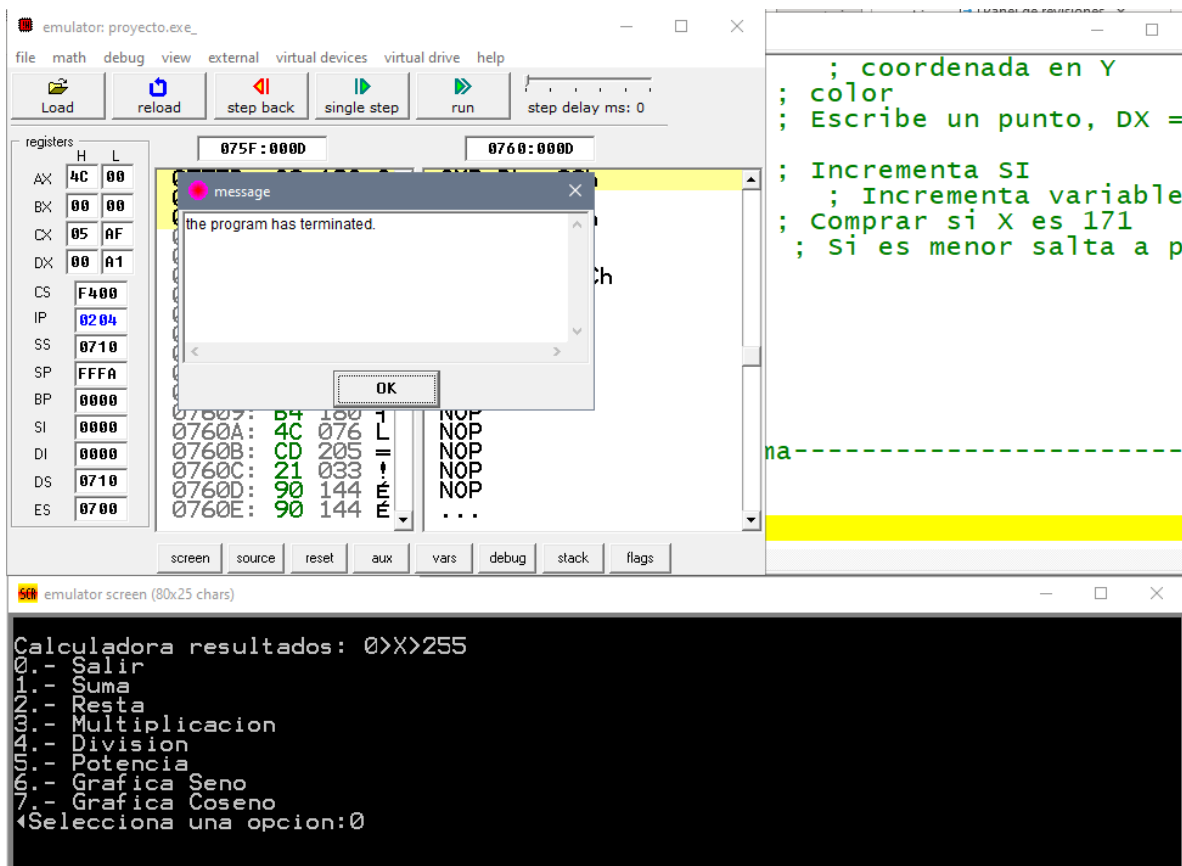 emulator: proyecto.exe_
file math debug view external virtual devices virtual drive help
Load reload step back single step run step delay ms: 0
registers
H L
075F:000D 0760:000D
AX 4C 00
BX 00 00
CX 05 AF
DX 00 A1
CS F400
IP 0204
SS 0710
SP FFFA
BP 0000
SI 0000
DI 0000
DS 0710
ES 0700
message
the program has terminated.
OK
07609: B4 180 ┤ NOP
0760A: 4C 076 L NOP
0760B: CD 205 = NOP
0760C: 21 033 ! NOP
0760D: 90 144 É NOP
0760E: 90 144 É ...
screen source reset aux vars debug stack flags
; coordenada en Y
; color
; Escribe un punto, DX =
; Incrementa SI
; Incrementa variable
; Comprar si X es 171
; Si es menor salta a p
ma-----------------------
emulator screen (80x25 chars)
Calculadora resultados: 0>X>255
0.- Salir
1.- Suma
2.- Resta
3.- Multiplicacion
4.- Division
5.- Potencia
6.- Grafica Seno
7.- Grafica Coseno
◄Selecciona una opcion:0